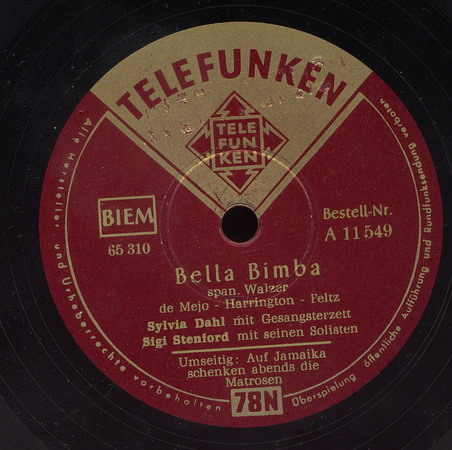 TELEFUNKEN
TELE
FUN
KEN
BIEM
65 310
Bestell-Nr.
A 11549
Bella Bimba
span. Walzer
de Mejo - Harrington - Feltz
Sylvia Dahl mit Gesangsterzett
Sigi Stenford mit seinen Solisten
Umseitig: Auf Jamaika
schenken abends die
Matrosen
78N
Alle Hersteller- und Urheberrechte vorbehalten
Überspielung öffentliche Aufführung und Rundfunksendung verboten